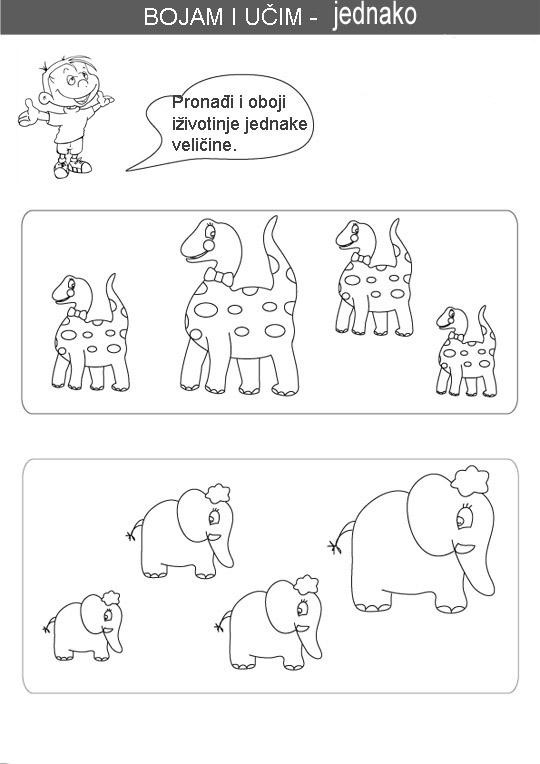 BOJAM I UČIM - jednako
Pronađi i oboji
iživotinje jednake
veličine.